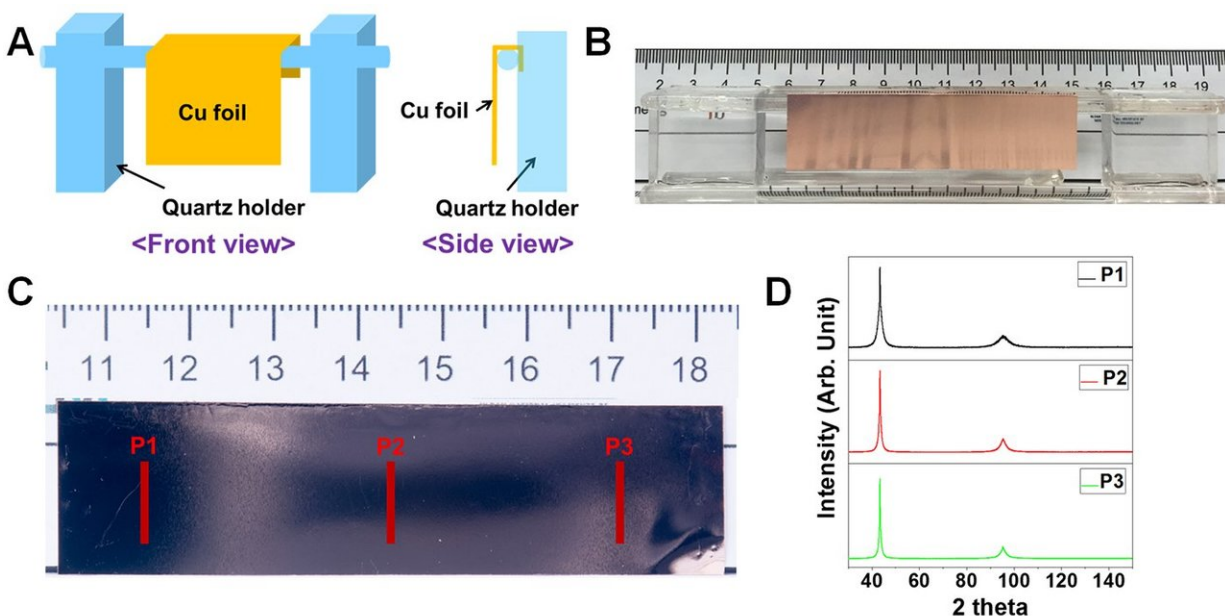 A
Cu foil
Cu foil
Quartz holder
Quartz holder
<Front view>
<Side view>
B
2 3 4 5 6 7 8 9 10 11 12 13 14 15 16 17 18 19
C
11 12 13 14 15 16 17 18
P1
P2
P3
D
P1
P2
P3
Intensity (Arb. Unit)
40 60 80 100 120 140
2 theta